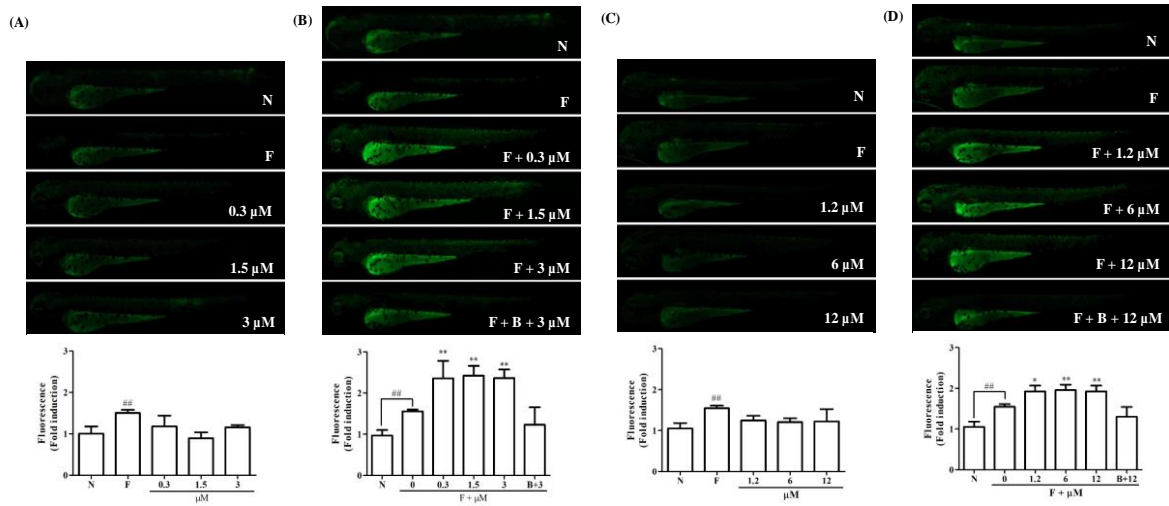 (A)
N
F
0.3 µM
1.5 µM
3 µM
Fluorescence
(Fold induction)
3
2
1
0
##
N F 0.3 1.5 3
µM
(B)
N
F
F + 0.3 µM
F + 1.5 µM
F + 3 µM
F + B + 3 µM
Fluorescence
(Fold induction)
3
2
1
0
## ** ** **
N 0 0.3 1.5 3 B+3
F + µM
(C)
N
F
1.2 µM
6 µM
12 µM
Fluorescence
(Fold induction)
3
2
1
0
##
N F 1.2 6 12
µM
(D)
N
F
F + 1.2 µM
F + 6 µM
F + 12 µM
F + B + 12 µM
Fluorescence
(Fold induction)
3
2
1
0
## * ** **
N 0 1.2 6 12 B+12
F + µM